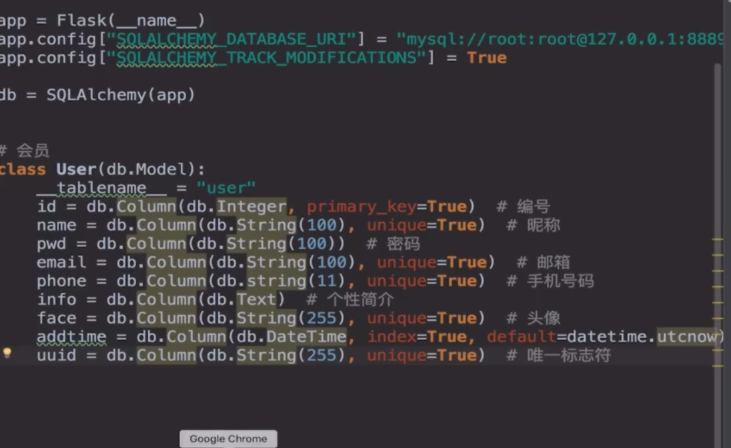 app = Flask(__name__)
app.config["SQLALCHEMY_DATABASE_URI"] = "mysql://root:root@127.0.0.1:8889
app.config["SQLALCHEMY_TRACK_MODIFICATIONS"] = True
db = SQLAlchemy(app)
# 会员
class User(db.Model):
__tablename__ = "user"
id = db.Column(db.Integer, primary_key=True) # 编号
name = db.Column(db.String(100), unique=True) # 昵称
pwd = db.Column(db.String(100)) # 密码
email = db.Column(db.String(100), unique=True) # 邮箱
phone = db.Column(db.string(11), unique=True) # 手机号码
info = db.Column(db.Text) # 个性简介
face = db.Column(db.String(255), unique=True) # 头像
addtime = db.Column(db.DateTime, index=True, default=datetime.utcnow)
uuid = db.Column(db.String(255), unique=True) # 唯一标志符
Google Chrome